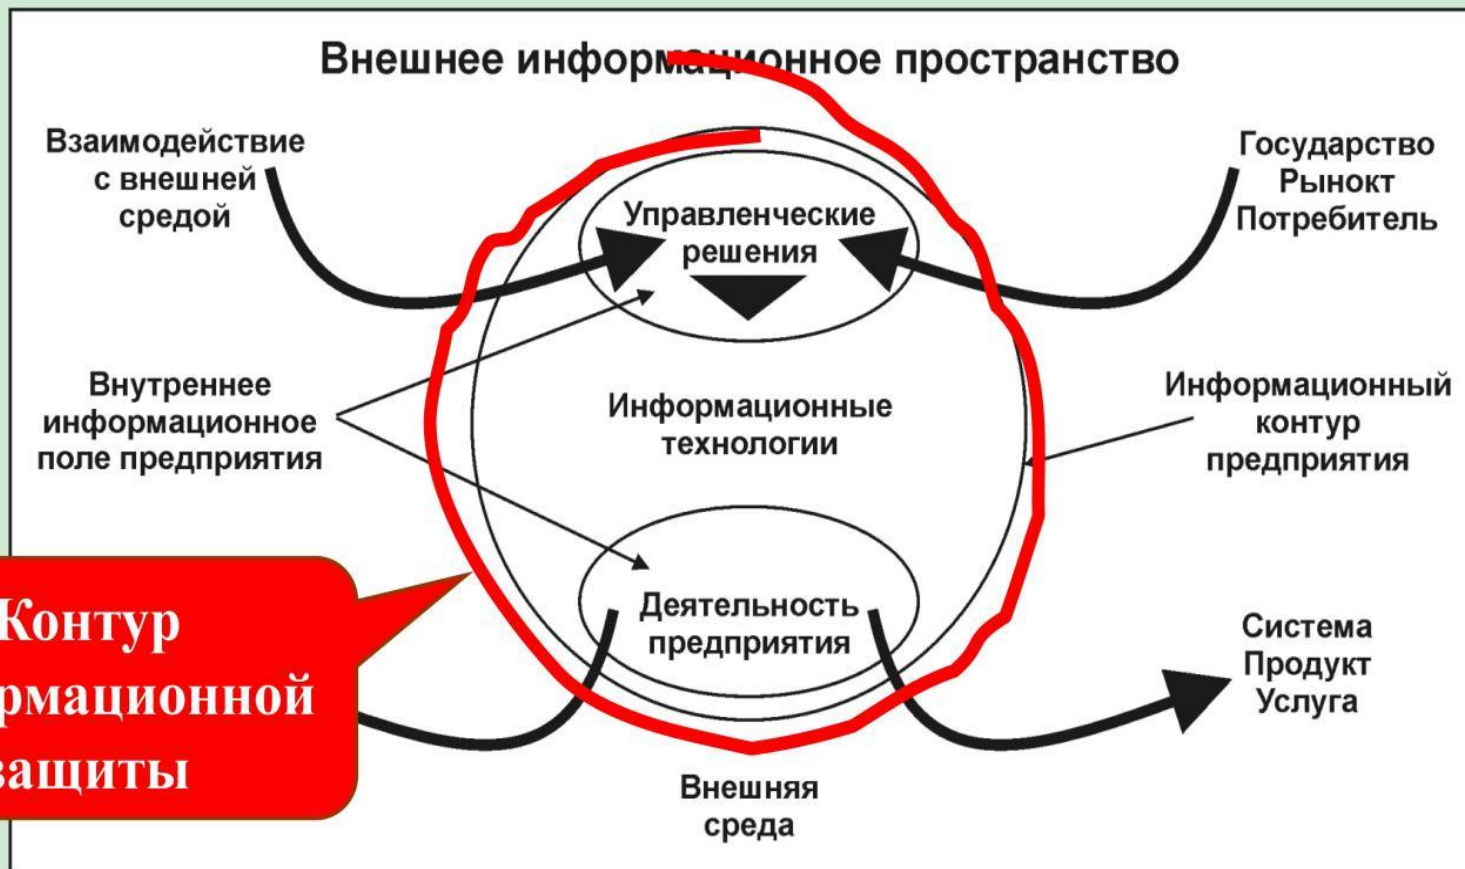 Внешнее информационное пространство
Взаимодействие
с внешней
средой
Государство
Рынокт
Потребитель
Управленческие
решения
Внутреннее
информационное
поле предприятия
Информационные
технологии
Информационный
контур
предприятия
Контур
рмационной
защиты
Деятельность
предприятия
Система
Продукт
Услуга
Внешняя
среда